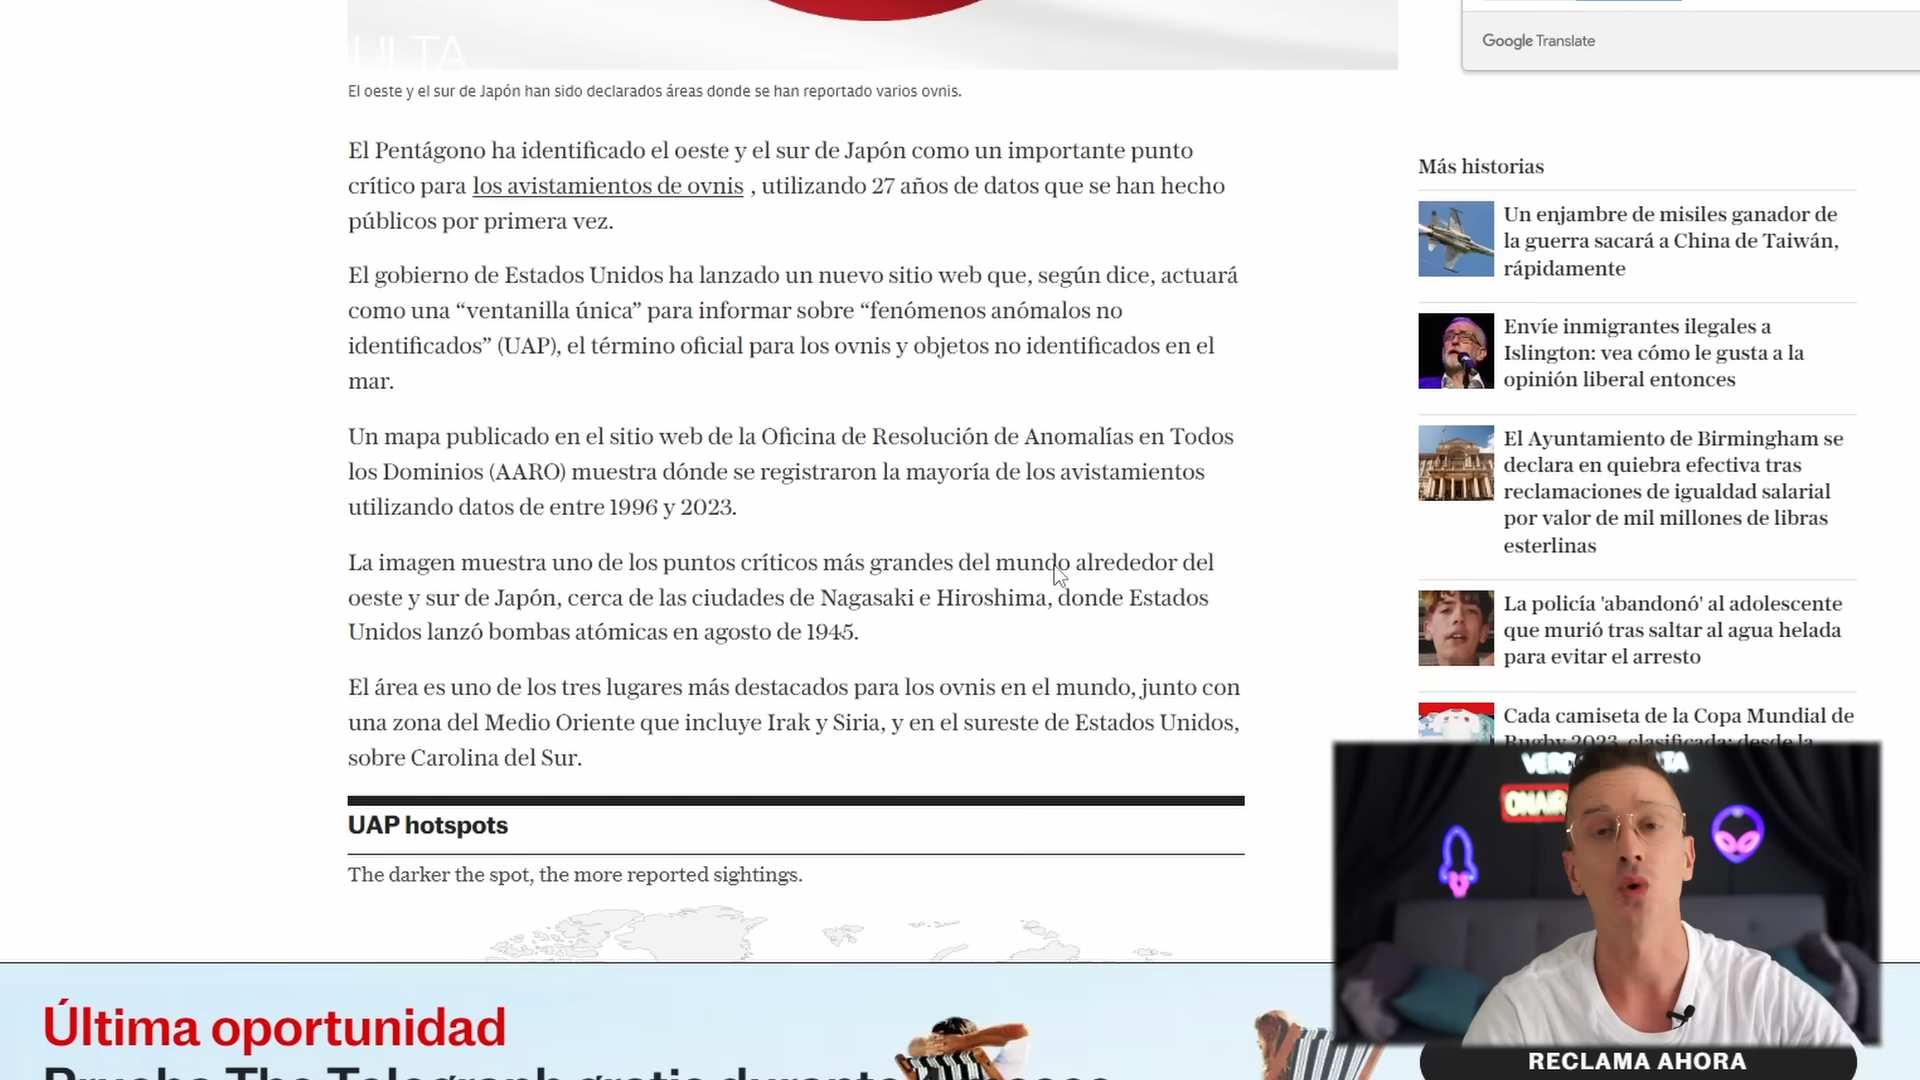 ULTA
Google Translate
El oeste y el sur de Japón han sido declarados áreas donde se han reportado varios ovnis.
El Pentágono ha identificado el oeste y el sur de Japón como un importante punto
crítico para los avistamientos de ovnis , utilizando 27 años de datos que se han hecho
públicos por primera vez.
El gobierno de Estados Unidos ha lanzado un nuevo sitio web que, según dice, actuará
como una “ventanilla única” para informar sobre “fenómenos anómalos no
identificados” (UAP), el término oficial para los ovnis y objetos no identificados en el
mar.
Un mapa publicado en el sitio web de la Oficina de Resolución de Anomalías en Todos
los Dominios (AARO) muestra dónde se registraron la mayoría de los avistamientos
utilizando datos de entre 1996 y 2023.
La imagen muestra uno de los puntos críticos más grandes del mundo alrededor del
oeste y sur de Japón, cerca de las ciudades de Nagasaki e Hiroshima, donde Estados
Unidos lanzó bombas atómicas en agosto de 1945.
El área es uno de los tres lugares más destacados para los ovnis en el mundo, junto con
una zona del Medio Oriente que incluye Irak y Siria, y en el sureste de Estados Unidos,
sobre Carolina del Sur.
UAP hotspots
The darker the spot, the more reported sightings.
Más historias
Un enjambre de misiles ganador de
la guerra sacará a China de Taiwán,
rápidamente
Envíe inmigrantes ilegales a
Islington: vea cómo le gusta a la
opinión liberal entonces
El Ayuntamiento de Birmingham se
declara en quiebra efectiva tras
reclamaciones de igualdad salarial
por valor de mil millones de libras
esterlinas
La policía 'abandonó' al adolescente
que murió tras saltar al agua helada
para evitar el arresto
Cada camiseta de la Copa Mundial de
Rugby 2023, clasificada: desde la
ONAIR
Última oportunidad
Pruebe The Telegraph gratis durante
RECLAMA AHORA